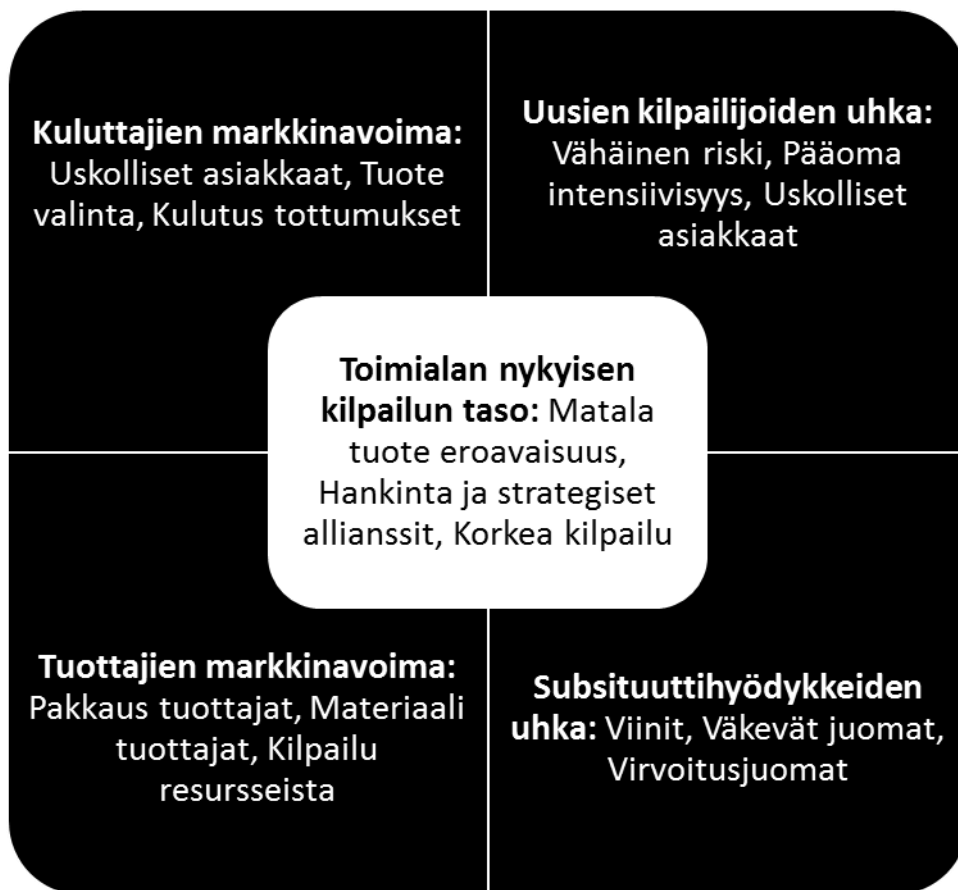 Kuluttajien markkinavoima:
Uskolliset asiakkaat, Tuote
valinta, Kulutus tottumukset
Uusien kilpailijoiden uhka:
Vähäinen riski, Pääoma
intensiivisyys, Uskolliset
asiakkaat
Toimialan nykyisen
kilpailun taso: Matala
tuote eroavaisuus,
Hankinta ja strategiset
allianssit, Korkea kilpailu
Tuottajien markkinavoima:
Pakkaus tuottajat, Materiaali
tuottajat, Kilpailu
resursseista
Subsituuttihyödykkeiden
uhka: Viinit, Väkevät juomat,
Virvoitusjuomat